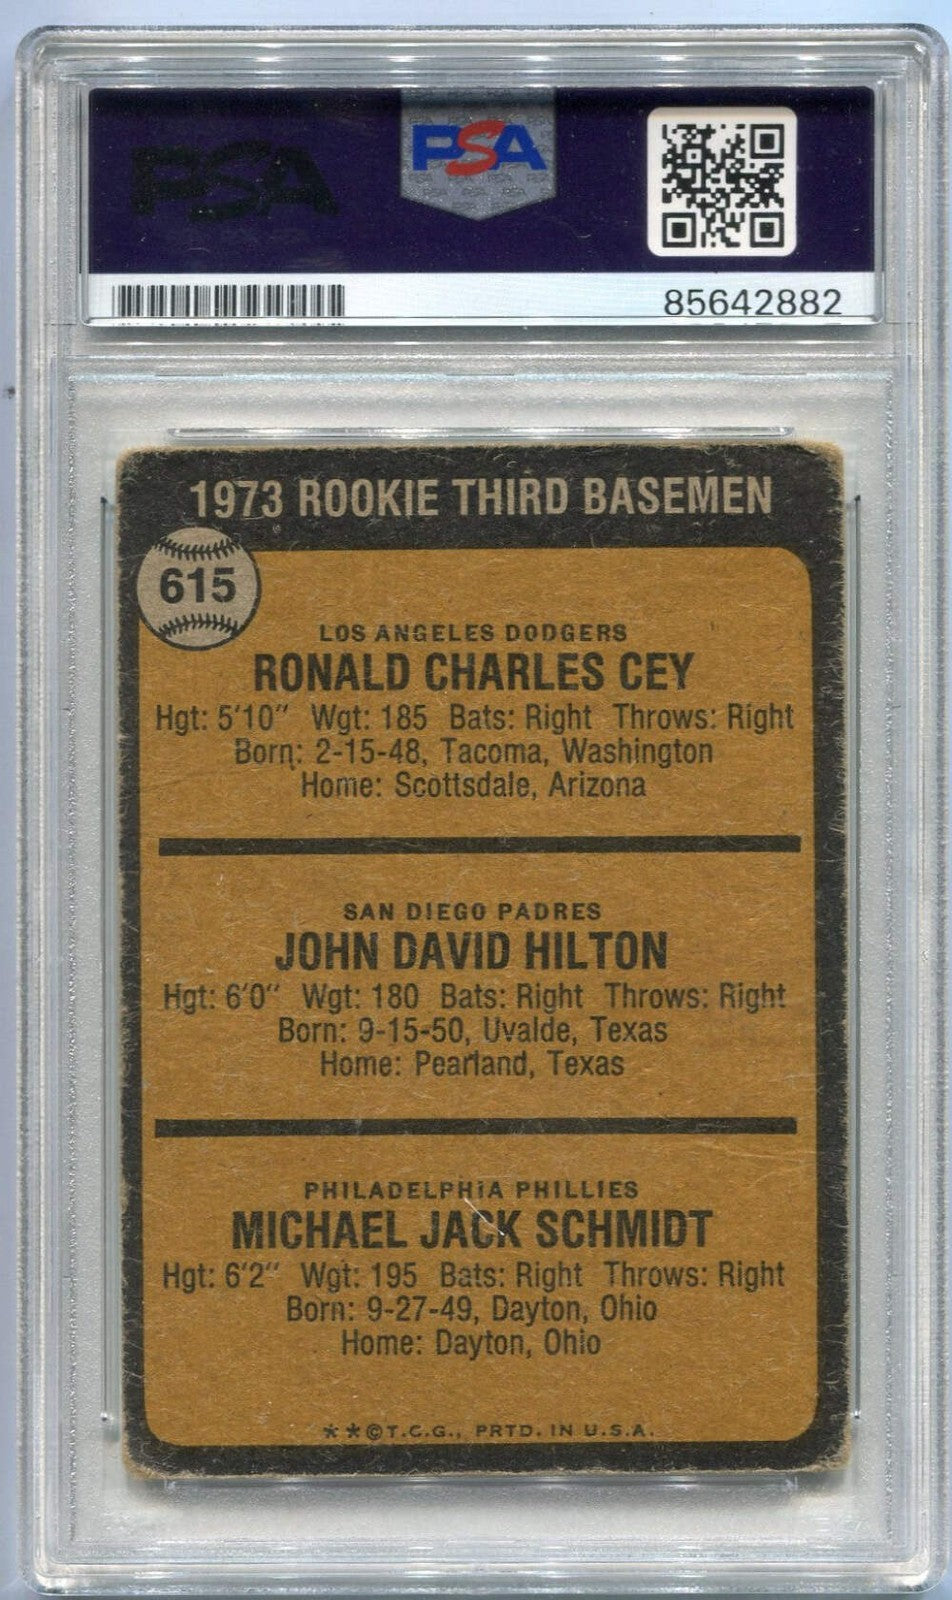 PSA
PSA
85642882
1973 ROOKIE THIRD BASEMEN
615
LOS ANGELES DODGERS
RONALD CHARLES CEY
Hgt: 5'10" Wgt: 185 Bats: Right Throws: Right
Born: 2-15-48, Tacoma, Washington
Home: Scottsdale, Arizona
SAN DIEGO PADRES
JOHN DAVID HILTON
Hgt: 6'0" Wgt: 180 Bats: Right Throws: Right
Born: 9-15-50, Uvalde, Texas
Home: Pearland, Texas
PHILADELPHIA PHILLIES
MICHAEL JACK SCHMIDT
Hgt: 6'2" Wgt: 195 Bats: Right Throws: Right
Born: 9-27-49, Dayton, Ohio
Home: Dayton, Ohio
**©T.C.G., PRTD. IN U.S.A.